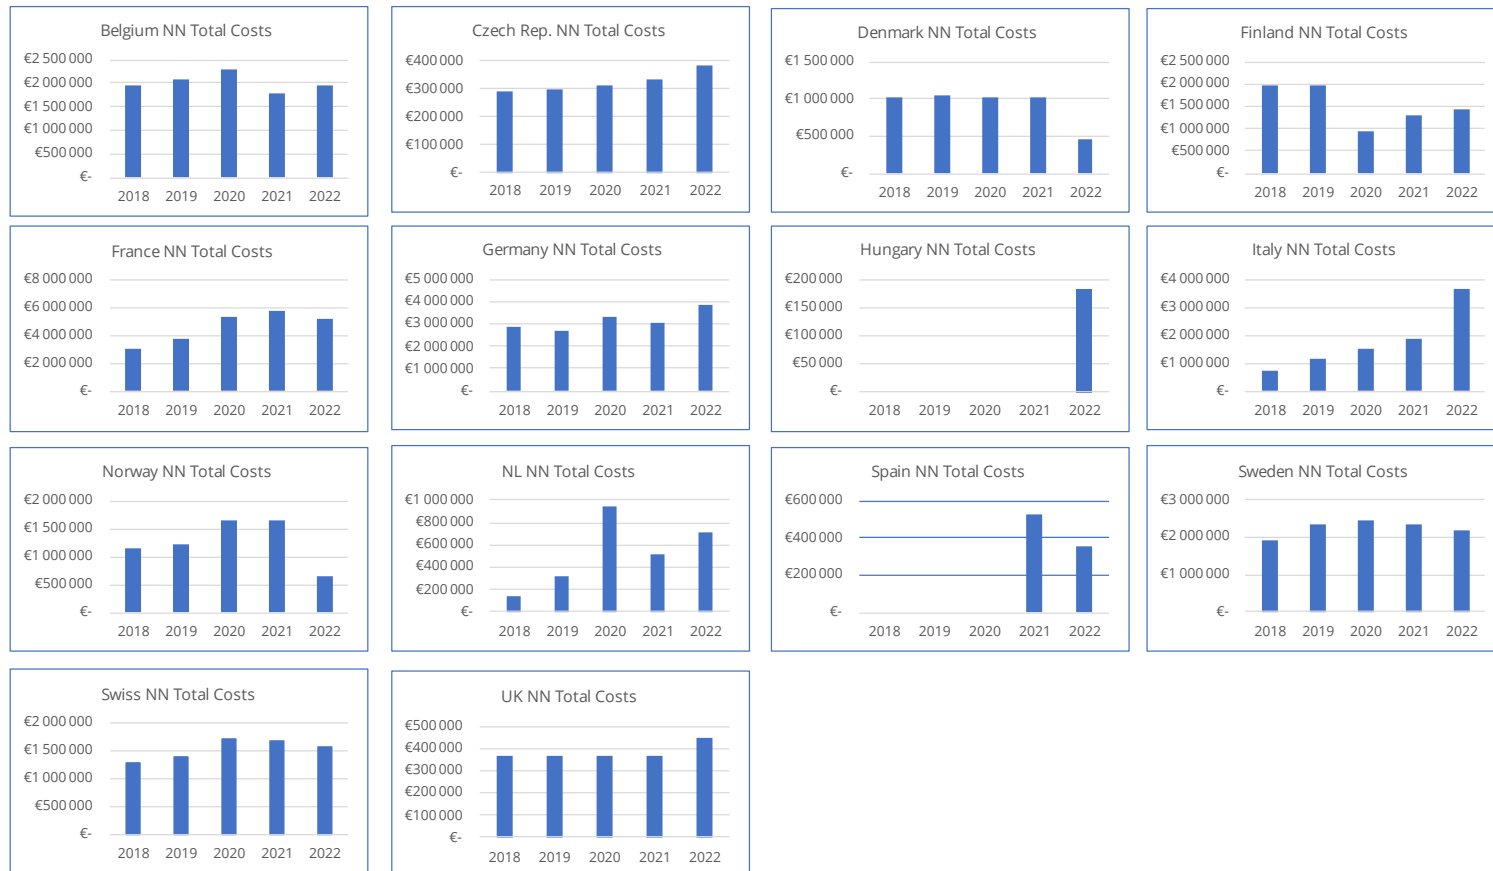 Belgium NN Total Costs
€2 500 000
€2 000 000
€1 500 000
€1 000 000
€500 000
€-
2018 2019 2020 2021 2022
Czech Rep. NN Total Costs
€400 000
€300 000
€200 000
€100 000
€-
2018 2019 2020 2021 2022
Denmark NN Total Costs
€1 500 000
€1 000 000
€500 000
€-
2018 2019 2020 2021 2022
Finland NN Total Costs
€2 500 000
€2 000 000
€1 500 000
€1 000 000
€500 000
€-
2018 2019 2020 2021 2022
France NN Total Costs
€8 000 000
€6 000 000
€4 000 000
€2 000 000
€-
2018 2019 2020 2021 2022
Germany NN Total Costs
€5 000 000
€4 000 000
€3 000 000
€2 000 000
€1 000 000
€-
2018 2019 2020 2021 2022
Hungary NN Total Costs
€200 000
€150 000
€100 000
€50 000
€-
2018 2019 2020 2021 2022
Italy NN Total Costs
€4 000 000
€3 000 000
€2 000 000
€1 000 000
€-
2018 2019 2020 2021 2022
Norway NN Total Costs
€2 000 000
€1 500 000
€1 000 000
€500 000
€-
2018 2019 2020 2021 2022
NL NN Total Costs
€1 000 000
€800 000
€600 000
€400 000
€200 000
€-
2018 2019 2020 2021 2022
Spain NN Total Costs
€600 000
€400 000
€200 000
€-
2018 2019 2020 2021 2022
Sweden NN Total Costs
€3 000 000
€2 000 000
€1 000 000
€-
2018 2019 2020 2021 2022
Swiss NN Total Costs
€2 000 000
€1 500 000
€1 000 000
€500 000
€-
2018 2019 2020 2021 2022
UK NN Total Costs
€500 000
€400 000
€300 000
€200 000
€100 000
€-
2018 2019 2020 2021 2022